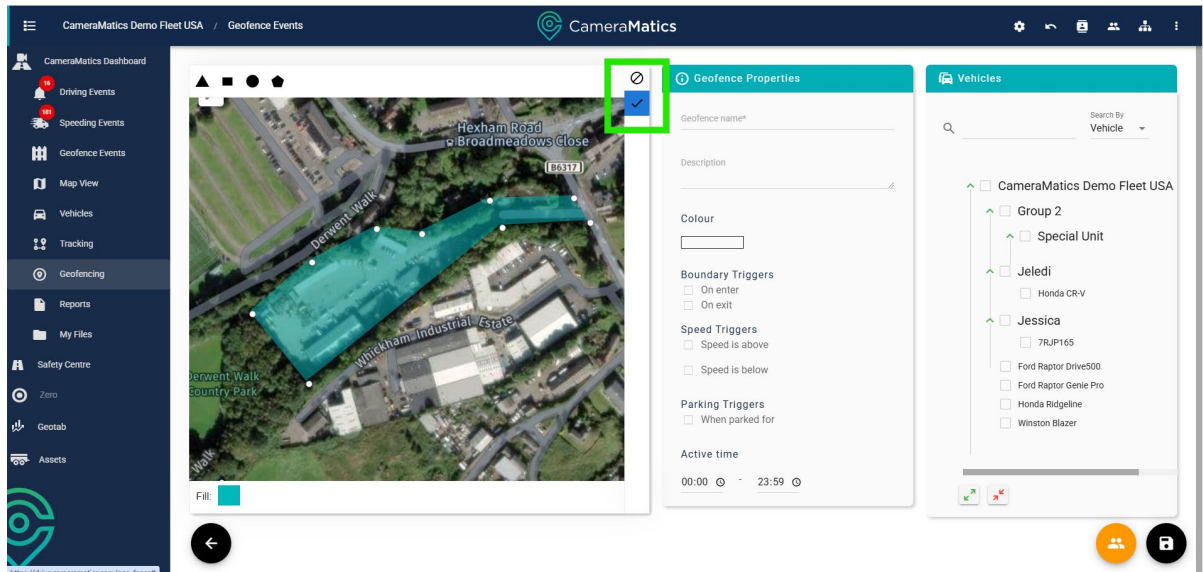 CameraMatics Demo Fleet USA / Geofence Events
CameraMatics
CameraMatics Dashboard
16
Driving Events
181
Speeding Events
Geofence Events
Map View
Vehicles
Tracking
Geofencing
Reports
My Files
Safety Centre
Zero
Geotab
Assets
Hexham Road
Broadmeadows Close
B6317
Derwent Walk
Whickham Industrial Estate
Derwent Walk
Country Park
Walk
Fill:
Geofence Properties
Geofence name*
Description
Colour
Boundary Triggers
On enter
On exit
Speed Triggers
Speed is above
Speed is below
Parking Triggers
When parked for
Active time
00:00 - 23:59
Vehicles
Search By
Vehicle
CameraMatics Demo Fleet USA
Group 2
Special Unit
Jeledi
Honda CR-V
Jessica
7RJP165
Ford Raptor Drive500
Ford Raptor Genie Pro
Honda Ridgeline
Winston Blazer